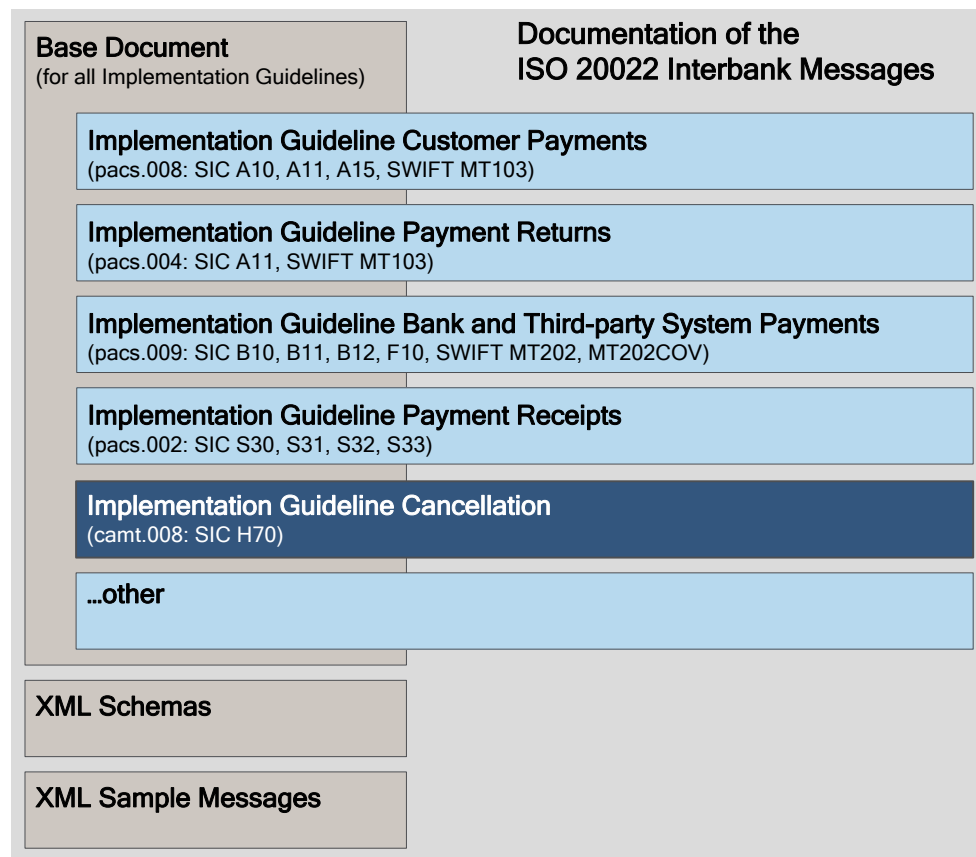 Base Document
(for all Implementation Guidelines)
Documentation of the
ISO 20022 Interbank Messages
Implementation Guideline Customer Payments
(pacs.008: SIC A10, A11, A15, SWIFT MT103)
Implementation Guideline Payment Returns
(pacs.004: SIC A11, SWIFT MT103)
Implementation Guideline Bank and Third-party System Payments
(pacs.009: SIC B10, B11, B12, F10, SWIFT MT202, MT202COV)
Implementation Guideline Payment Receipts
(pacs.002: SIC S30, S31, S32, S33)
Implementation Guideline Cancellation
(camt.008: SIC H70)
...other
XML Schemas
XML Sample Messages